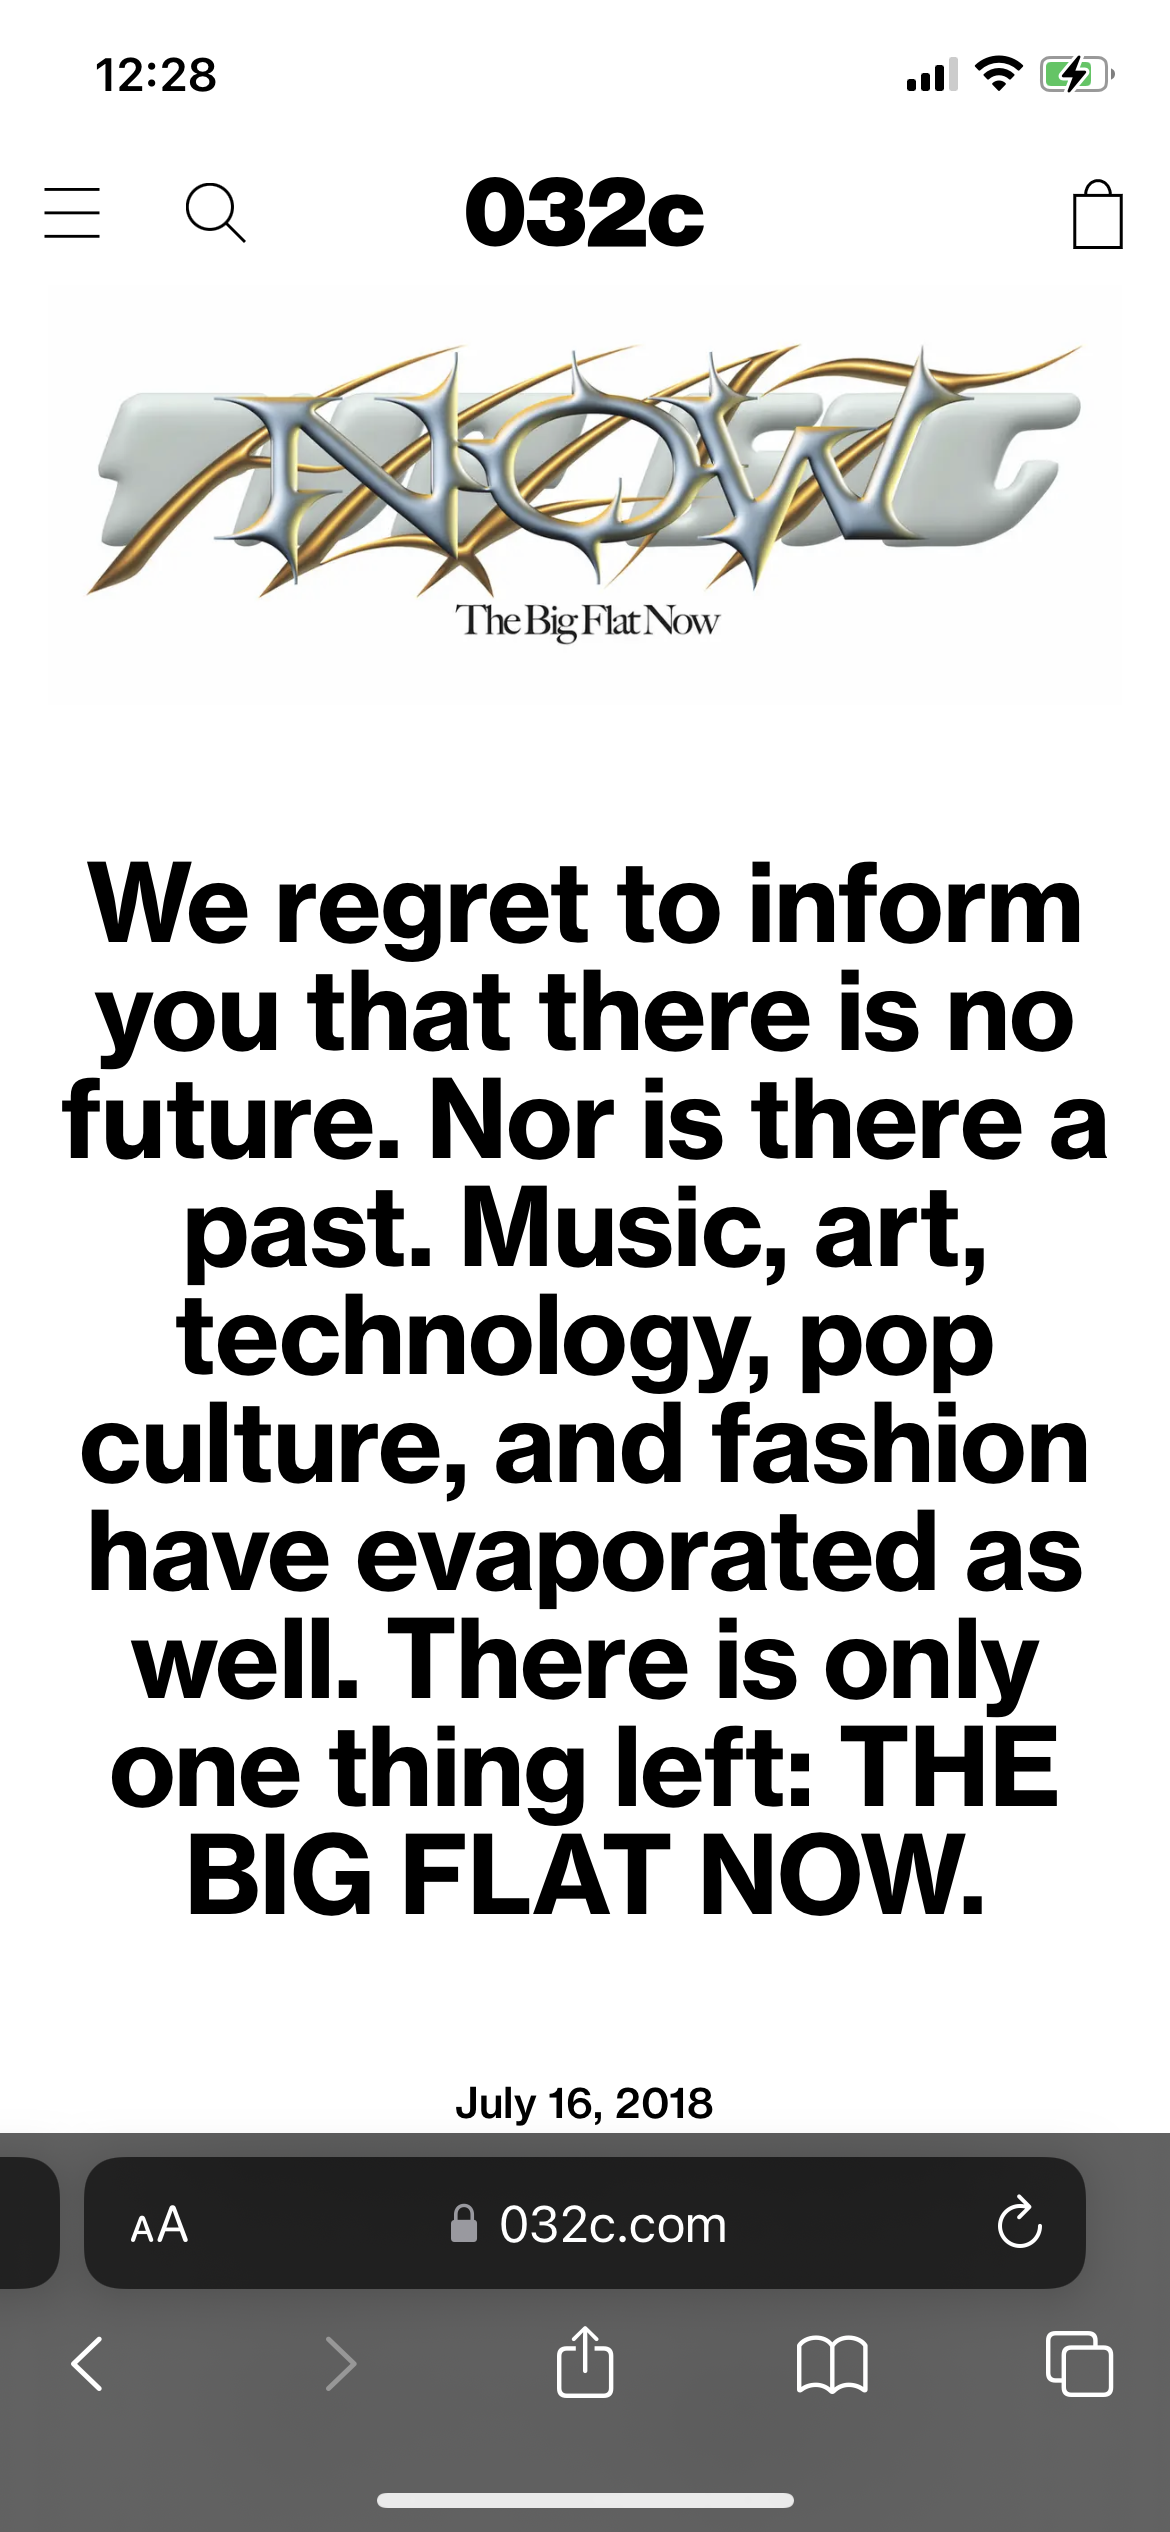 12:28
032c
NOW
The Big Flat Now
We regret to inform
you that there is no
future. Nor is there a
past. Music, art,
technology, pop
culture, and fashion
have evaporated as
well. There is only
one thing left: THE
BIG FLAT NOW.
July 16, 2018
AA
032c.com